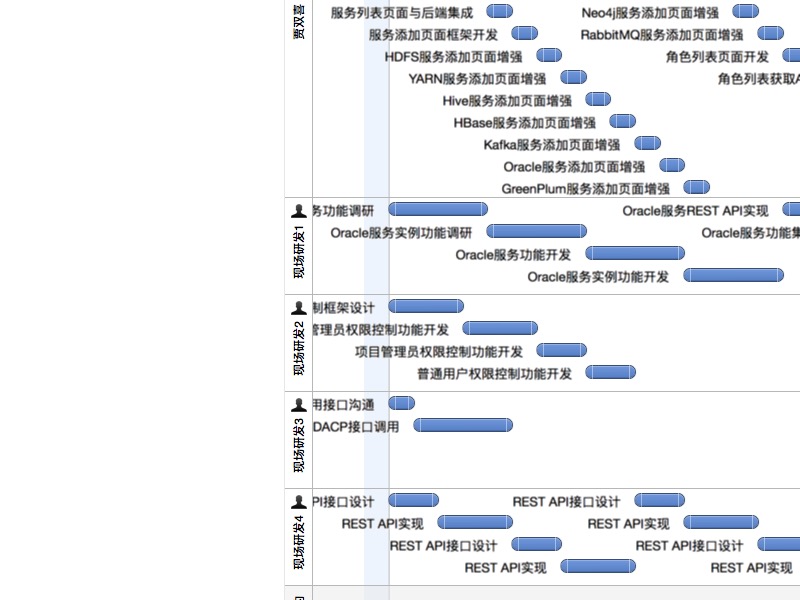 贾双喜
服务列表页面与后端集成
Neo4j服务添加页面增强
服务添加页面框架开发
RabbitMQ服务添加页面增强
HDFS服务添加页面增强
角色列表页面开发
YARN服务添加页面增强
角色列表获取A
Hive服务添加页面增强
HBase服务添加页面增强
Kafka服务添加页面增强
Oracle服务添加页面增强
GreenPlum服务添加页面增强
现场研发1
务功能调研
Oracle服务REST API实现
Oracle服务实例功能调研
Oracle服务功能集
Oracle服务功能开发
Oracle服务实例功能开发
现场研发2
制框架设计
管理员权限控制功能开发
项目管理员权限控制功能开发
普通用户权限控制功能开发
现场研发3
用接口沟通
DACP接口调用
现场研发4
PI接口设计
REST API接口设计
REST API实现
REST API实现
REST API接口设计
REST API接口设计
REST API实现
REST API实现